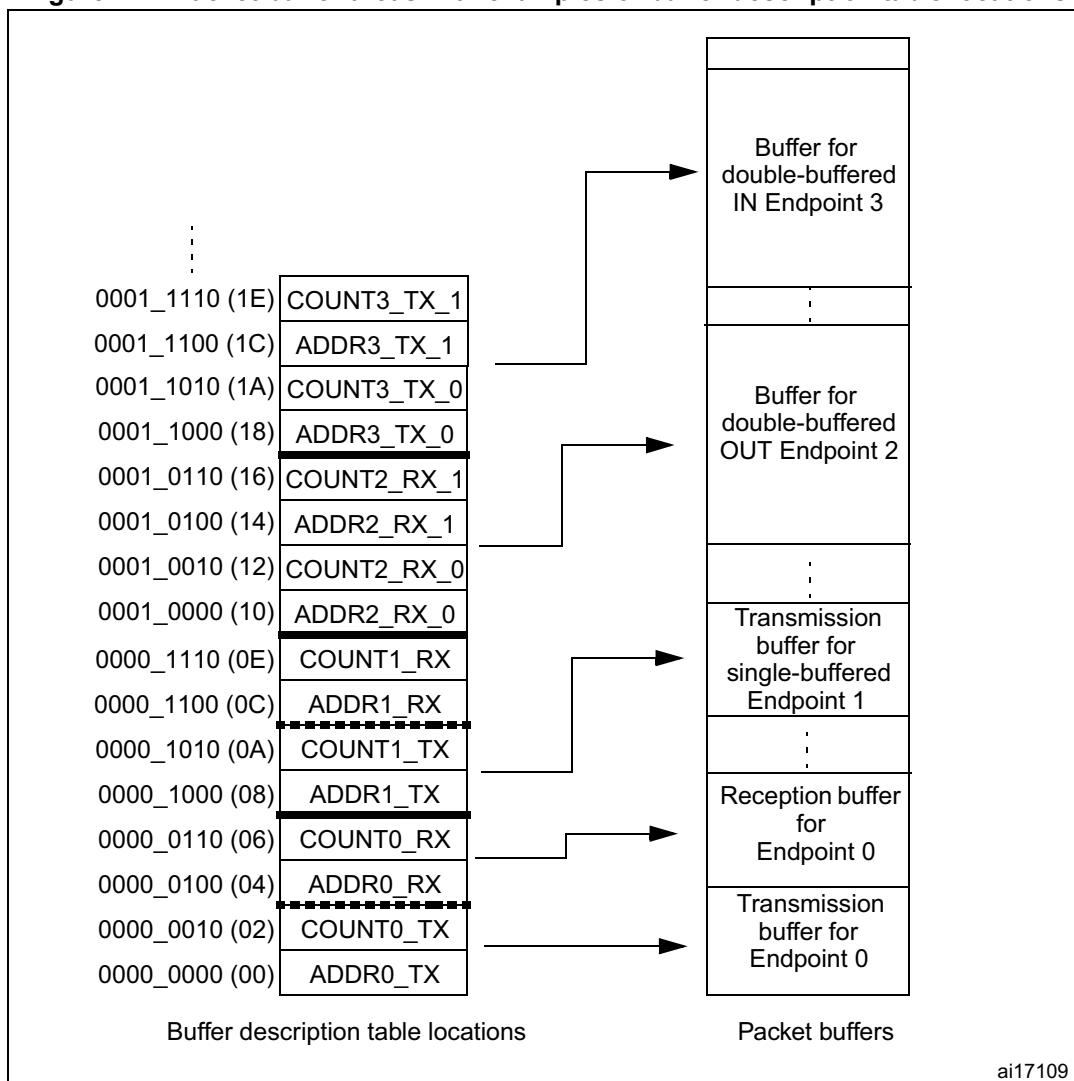 Buffer for
double-buffered
IN Endpoint 3
0001_1110 (1E) COUNT3_TX_1
0001_1100 (1C) ADDR3_TX_1
0001_1010 (1A) COUNT3_TX_0
0001_1000 (18) ADDR3_TX_0
Buffer for
double-buffered
OUT Endpoint 2
0001_0110 (16) COUNT2_RX_1
0001_0100 (14) ADDR2_RX_1
0001_0010 (12) COUNT2_RX_0
0001_0000 (10) ADDR2_RX_0
Transmission
buffer for
single-buffered
Endpoint 1
0000_1110 (0E) COUNT1_RX
0000_1100 (0C) ADDR1_RX
0000_1010 (0A) COUNT1_TX
0000_1000 (08) ADDR1_TX
Reception buffer
for
Endpoint 0
0000_0110 (06) COUNT0_RX
0000_0100 (04) ADDR0_RX
Transmission
buffer for
Endpoint 0
0000_0010 (02) COUNT0_TX
0000_0000 (00) ADDR0_TX
Buffer description table locations
Packet buffers
ai17109